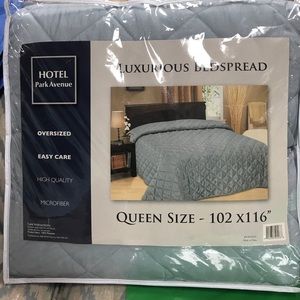 HOTEL
Park Avenue
LUXURIOUS BEDSPREAD
OVERSIZED
EASY CARE
HIGH QUALITY
MICROFIBER
QUEEN SIZE - 102 X116"